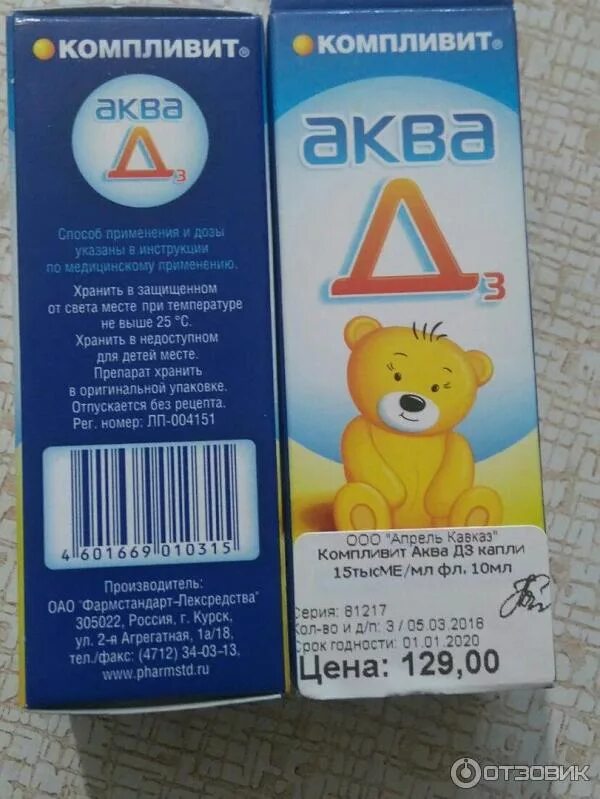 КОМПЛИВИТ®
аква
Д3
Способ применения и дозы
указаны в инструкции
по медицинскому применению.
Хранить в защищенном
от света месте при температуре
не выше 25 °С.
Хранить в недоступном
для детей месте.
Препарат хранить
в оригинальной упаковке.
Отпускается без рецепта.
Рег. номер: ЛП-004151
4 601669 010315
Производитель:
ОАО "Фармстандарт-Лексредства"
305022, Россия, г. Курск,
ул. 2-я Агрегатная, 1а/18,
тел./факс: (4712) 34-03-13,
www.pharmstd.ru
КОМПЛИВИТ®
аква
Д3
ООО "Апрель Кавказ"
Компливит Аква Д3 капли
15тысМЕ/мл фл. 10мл
Серия: 81217
Кол-во и д/п: 3 / 05.03.2018
Срок годности: 01.01.2020
Цена: 129,00
ОТЗОВИК